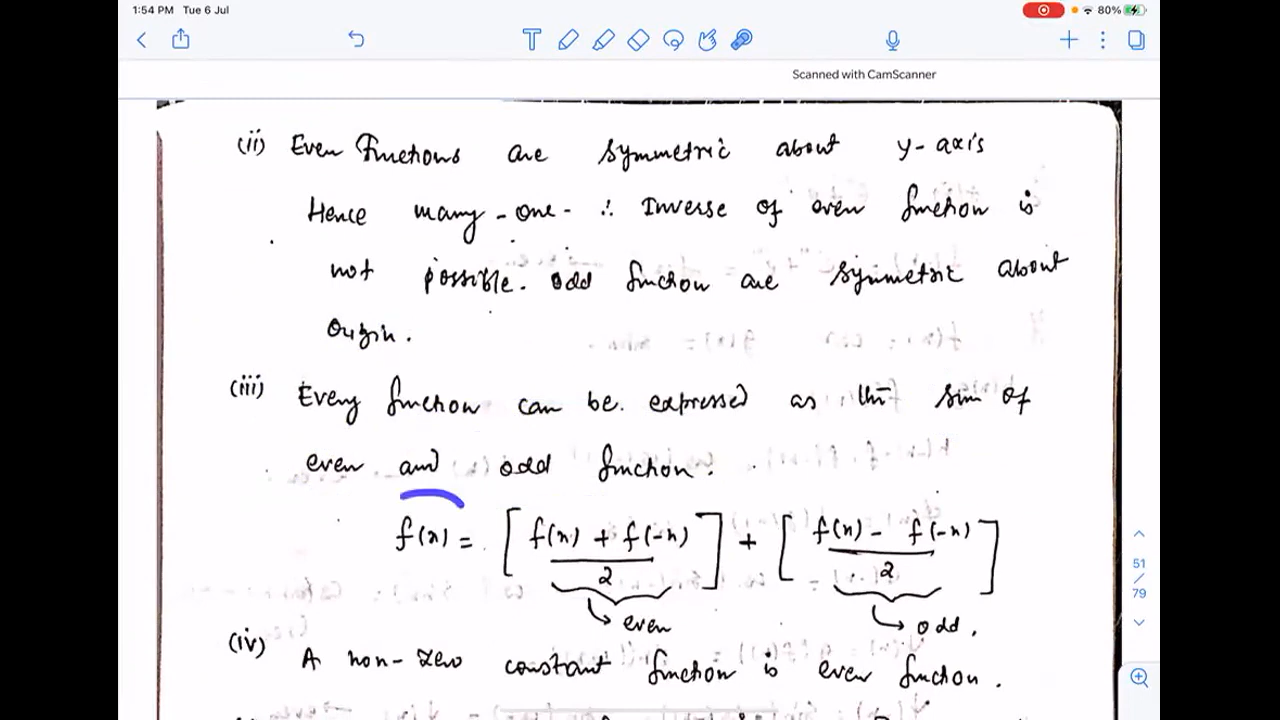 1:54 PM Tue 6 Jul 80%
Scanned with CamScanner
(ii) Even Functions are symmetric about y-axis
Hence many-one. ∴ Inverse of even function is
not possible. odd function are symmetric about
origin.
(iii) Every function can be expressed as the sum of
even and odd function.
f(x) = [f(x) + f(-x) / 2] + [f(x) - f(-x) / 2]
→ even → odd.
(iv) A non-zero constant function is even function.
51
/
79